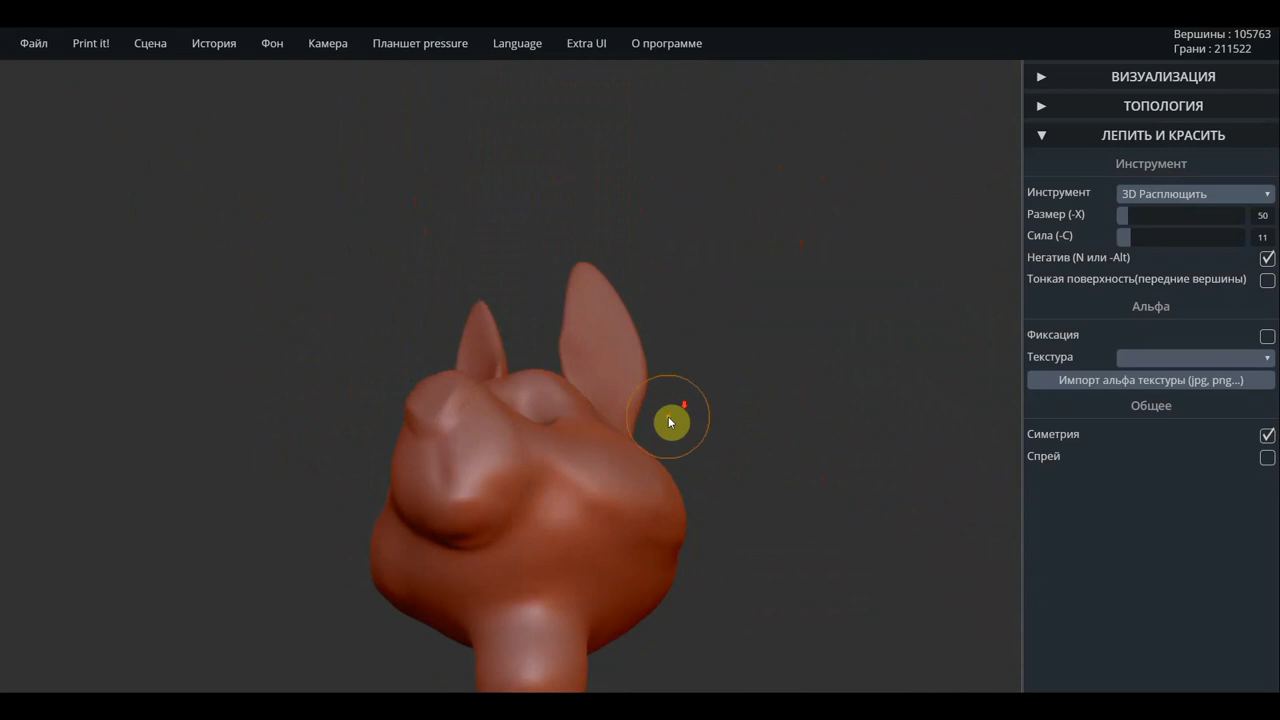 Файл Print it! Сцена История Фон Камера Планшет pressure Language Extra UI О программе
Вершины : 105763
Грани : 211522
ВИЗУАЛИЗАЦИЯ
ТОПОЛОГИЯ
ЛЕПИТЬ И КРАСИТЬ
Инструмент
Инструмент 3D Расплющить
Размер (-X) 50
Сила (-C) 11
Негатив (N или -Alt)
Тонкая поверхность(передние вершины)
Альфа
Фиксация
Текстура
Импорт альфа текстуры (jpg, png...)
Общее
Симетрия
Спрей